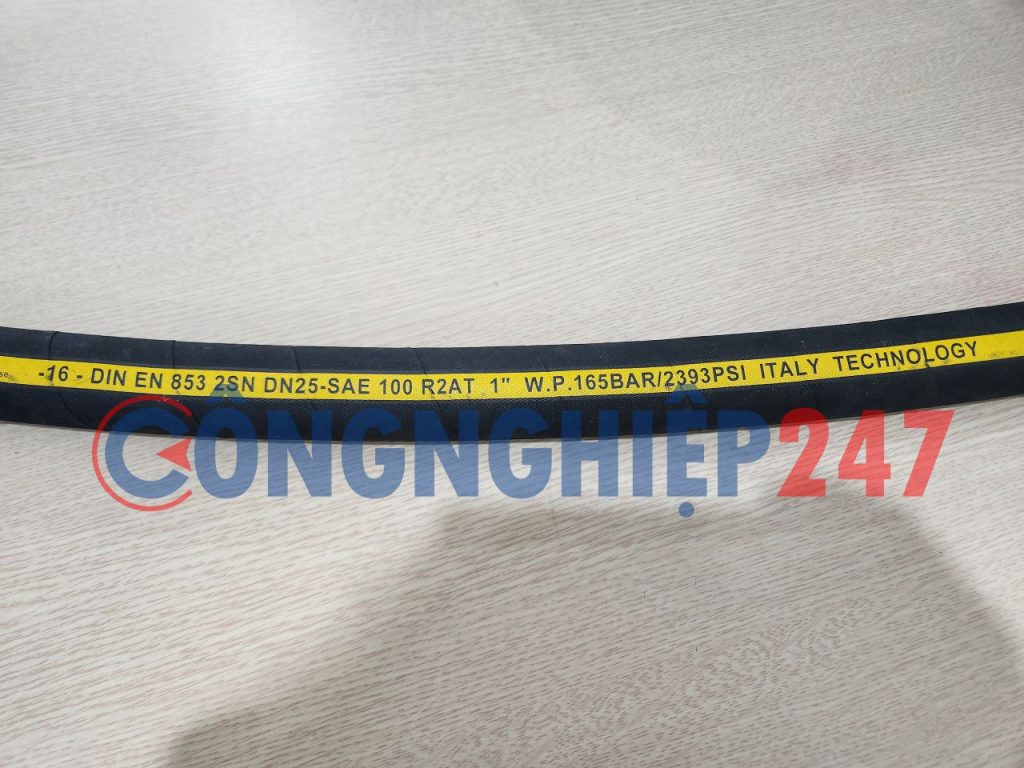 -16 - DIN EN 853 2SN DN25-SAE 100 R2AT 1" W.P.165BAR/2393PSI ITALY TECHNOLOGY
CÔNGNGHIỆP247